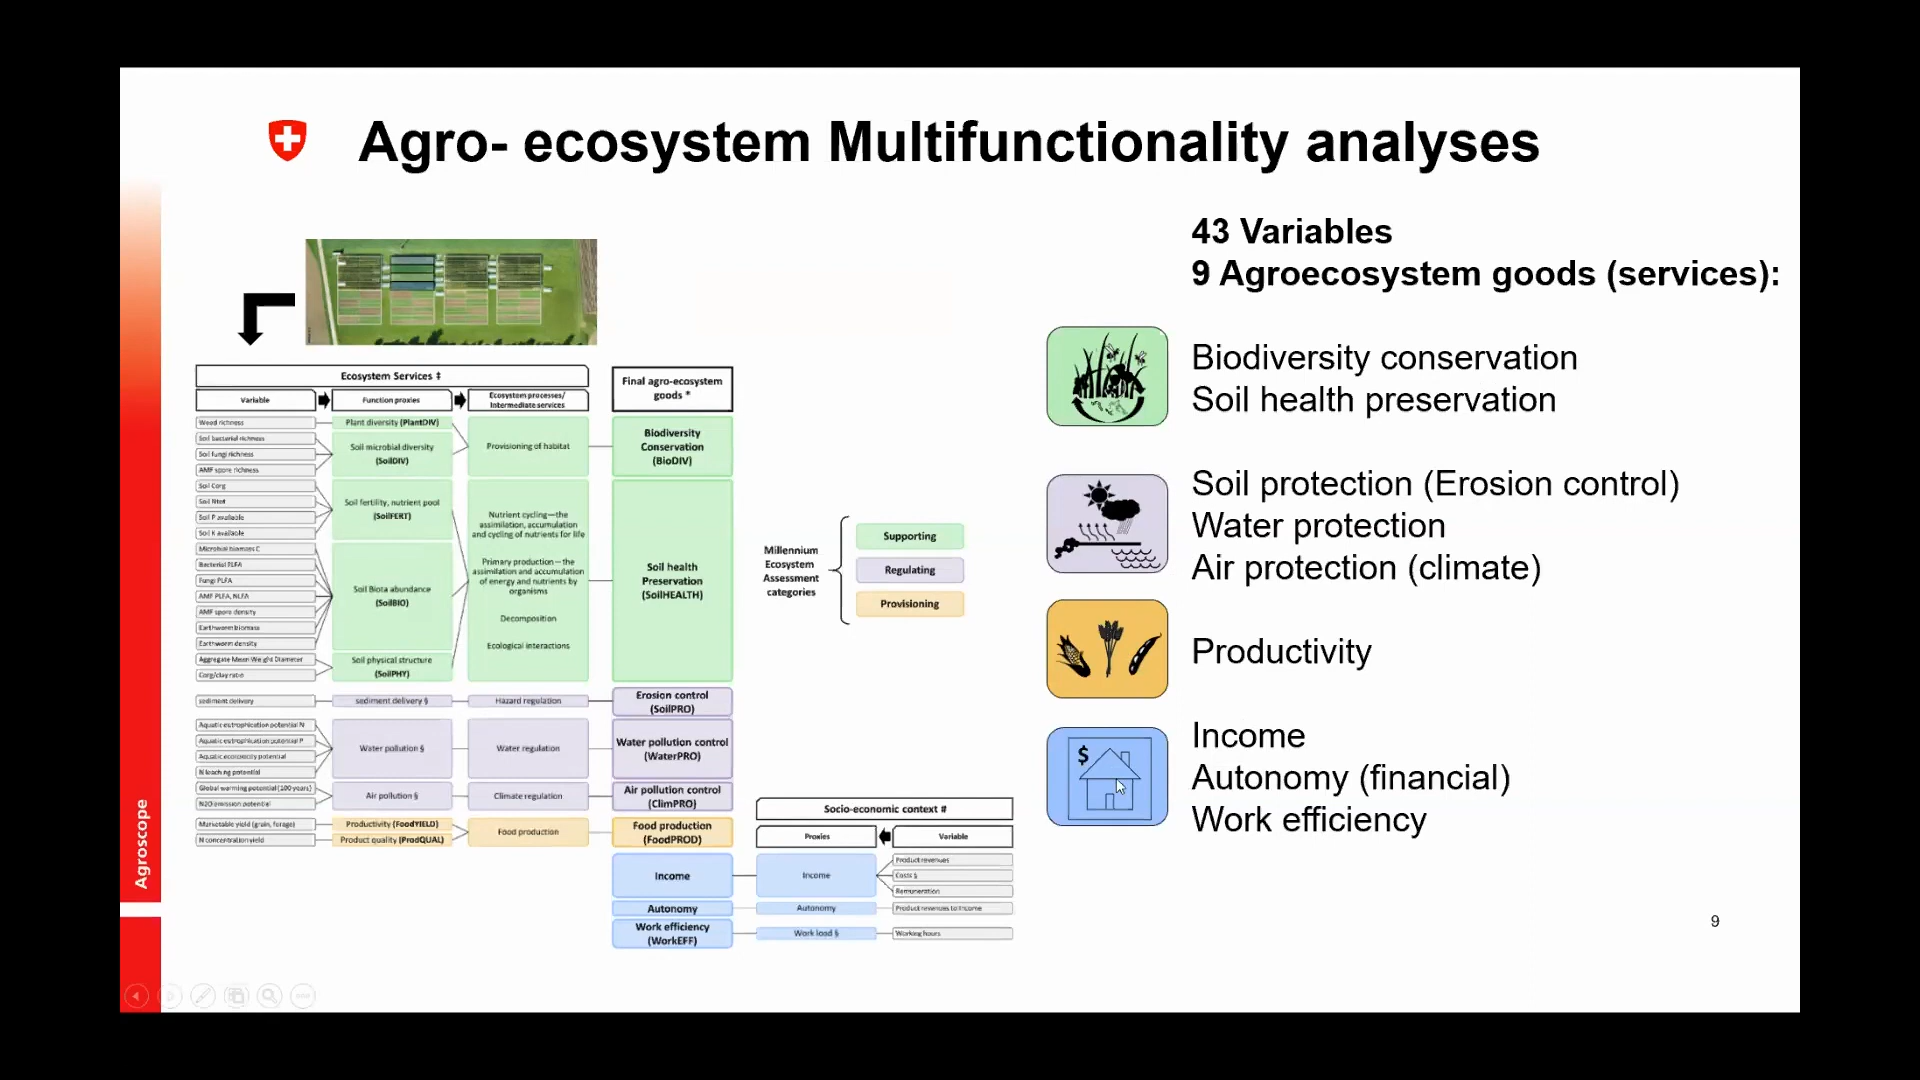 Agro- ecosystem Multifunctionality analyses
43 Variables
9 Agroecosystem goods (services):
Biodiversity conservation
Soil health preservation
Soil protection (Erosion control)
Water protection
Air protection (climate)
Productivity
Income
Autonomy (financial)
Work efficiency
Ecosystem Services ‡
Variable
Function proxies
Ecosystem processes/
Intermediate services
Final agro-ecosystem
goods *
Weed richness
Soil bacterial richness
Soil fungi richness
AMF spore richness
Soil Corg
Soil Ntot
Soil P available
Soil K available
Microbial biomass C
Bacterial PLFA
Fungi PLFA
AMF PLFA, NLFA
AMF spore density
Earthworm biomass
Earthworm density
Aggregate Mean Weight Diameter
Corg/clay ratio
sediment delivery
Aquatic eutrophication potential N
Aquatic eutrophication potential P
Aquatic ecotoxicity potential
N leaching potential
Global warming potential (100 years)
N2O emission potential
Marketable yield (grain, forage)
N concentration yield
Plant diversity (PlantDIV)
Soil microbial diversity
(SoilDIV)
Soil fertility, nutrient pool
(SoilFERT)
Soil Biota abundance
(SoilBIO)
Soil physical structure
(SoilPHY)
sediment delivery §
Water pollution §
Air pollution §
Productivity (FoodYIELD)
Product quality (ProdQUAL)
Provisioning of habitat
Nutrient cycling—the
assimilation, accumulation
and cycling of nutrients for life
Primary production—the
assimilation and accumulation
of energy and nutrients by
organisms
Decomposition
Ecological interactions
Hazard regulation
Water regulation
Climate regulation
Food production
Biodiversity
Conservation
(BioDIV)
Soil health
Preservation
(SoilHEALTH)
Erosion control
(SoilPRO)
Water pollution control
(WaterPRO)
Air pollution control
(ClimPRO)
Food production
(FoodPROD)
Income
Autonomy
Work efficiency
(WorkEFF)
Millennium
Ecosystem
Assessment
categories
Supporting
Regulating
Provisioning
Socio-economic context #
Proxies
Variable
Income
Autonomy
Work load §
Product revenues
Costs §
Remuneration
Product revenues to Income
Working hours
$
Agroscope
9